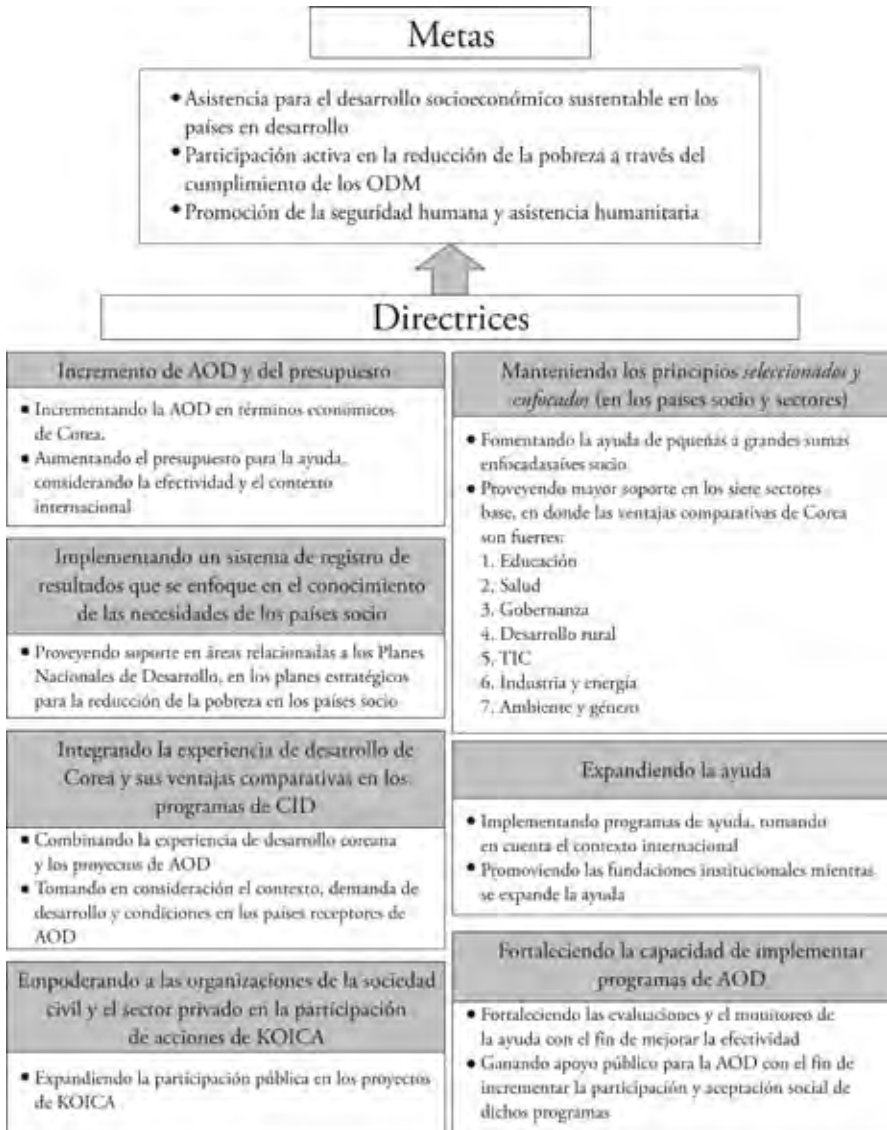 Metas
• Asistencia para el desarrollo socioeconómico sustentable en los
países en desarrollo
• Participación activa en la reducción de la pobreza a través del
cumplimiento de los ODM
• Promoción de la seguridad humana y asistencia humanitaria
Directrices
Incremento de AOD y del presupuesto
• Incrementando la AOD en términos económicos
de Corea.
• Aumentando el presupuesto para la ayuda,
considerando la efectividad y el contexto
internacional
Implementando un sistema de registro de
resultados que se enfoque en el conocimiento
de las necesidades de los países socio
• Proveyendo soporte en áreas relacionadas a los Planes
Nacionales de Desarrollo, en los planes estratégicos
para la reducción de la pobreza en los países socio
Integrando la experiencia de desarrollo de
Corea y sus ventajas comparativas en los
programas de CID
• Combinando la experiencia de desarrollo coreana
y los proyectos de AOD
• Tomando en consideración el contexto, demanda de
desarrollo y condiciones en los países receptores de
AOD
Empoderando a las organizaciones de la sociedad
civil y el sector privado en la participación
de acciones de KOICA
• Expandiendo la participación pública en los proyectos
de KOICA
Manteniendo los principios seleccionados y
enfocados (en los países socio y sectores)
• Fomentando la ayuda de pqueñas a grandes sumas
enfocadasaíses socio
• Proveyendo mayor soporte en los siete sectores
base, en donde las ventajas comparativas de Corea
son fuerres:
1. Educación
2. Salud
3. Gobernanza
4. Desarrollo rural
5. TIC
6. Industria y energía
7. Ambiente y género
Expandiendo la ayuda
• Implementando programas de ayuda, tomando
en cuenta el contexto internacional
• Promoviendo las fundaciones institucionales mientras
se expande la ayuda
Fortaleciendo la capacidad de implementar
programas de AOD
• Fortaleciendo las evaluaciones y el monitoreo de
la ayuda con el fin de mejorar la efectividad
• Ganando apoyo público para la AOD con el fin de
incrementar la participación y aceptación social de
dichos programas